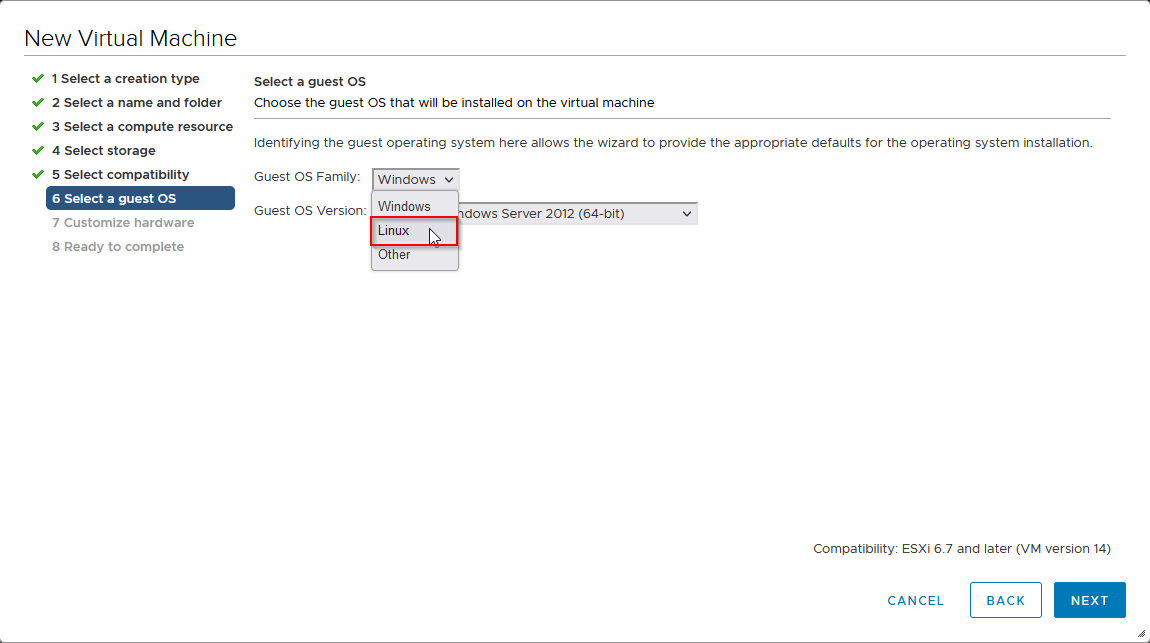 New Virtual Machine
1 Select a creation type
2 Select a name and folder
3 Select a compute resource
4 Select storage
5 Select compatibility
6 Select a guest OS
7 Customize hardware
8 Ready to complete
Select a guest OS
Choose the guest OS that will be installed on the virtual machine
Identifying the guest operating system here allows the wizard to provide the appropriate defaults for the operating system installation.
Guest OS Family: Windows
Windows
Linux
Other
Guest OS Version: Server 2012 (64-bit)
Compatibility: ESXi 6.7 and later (VM version 14)
CANCEL BACK NEXT